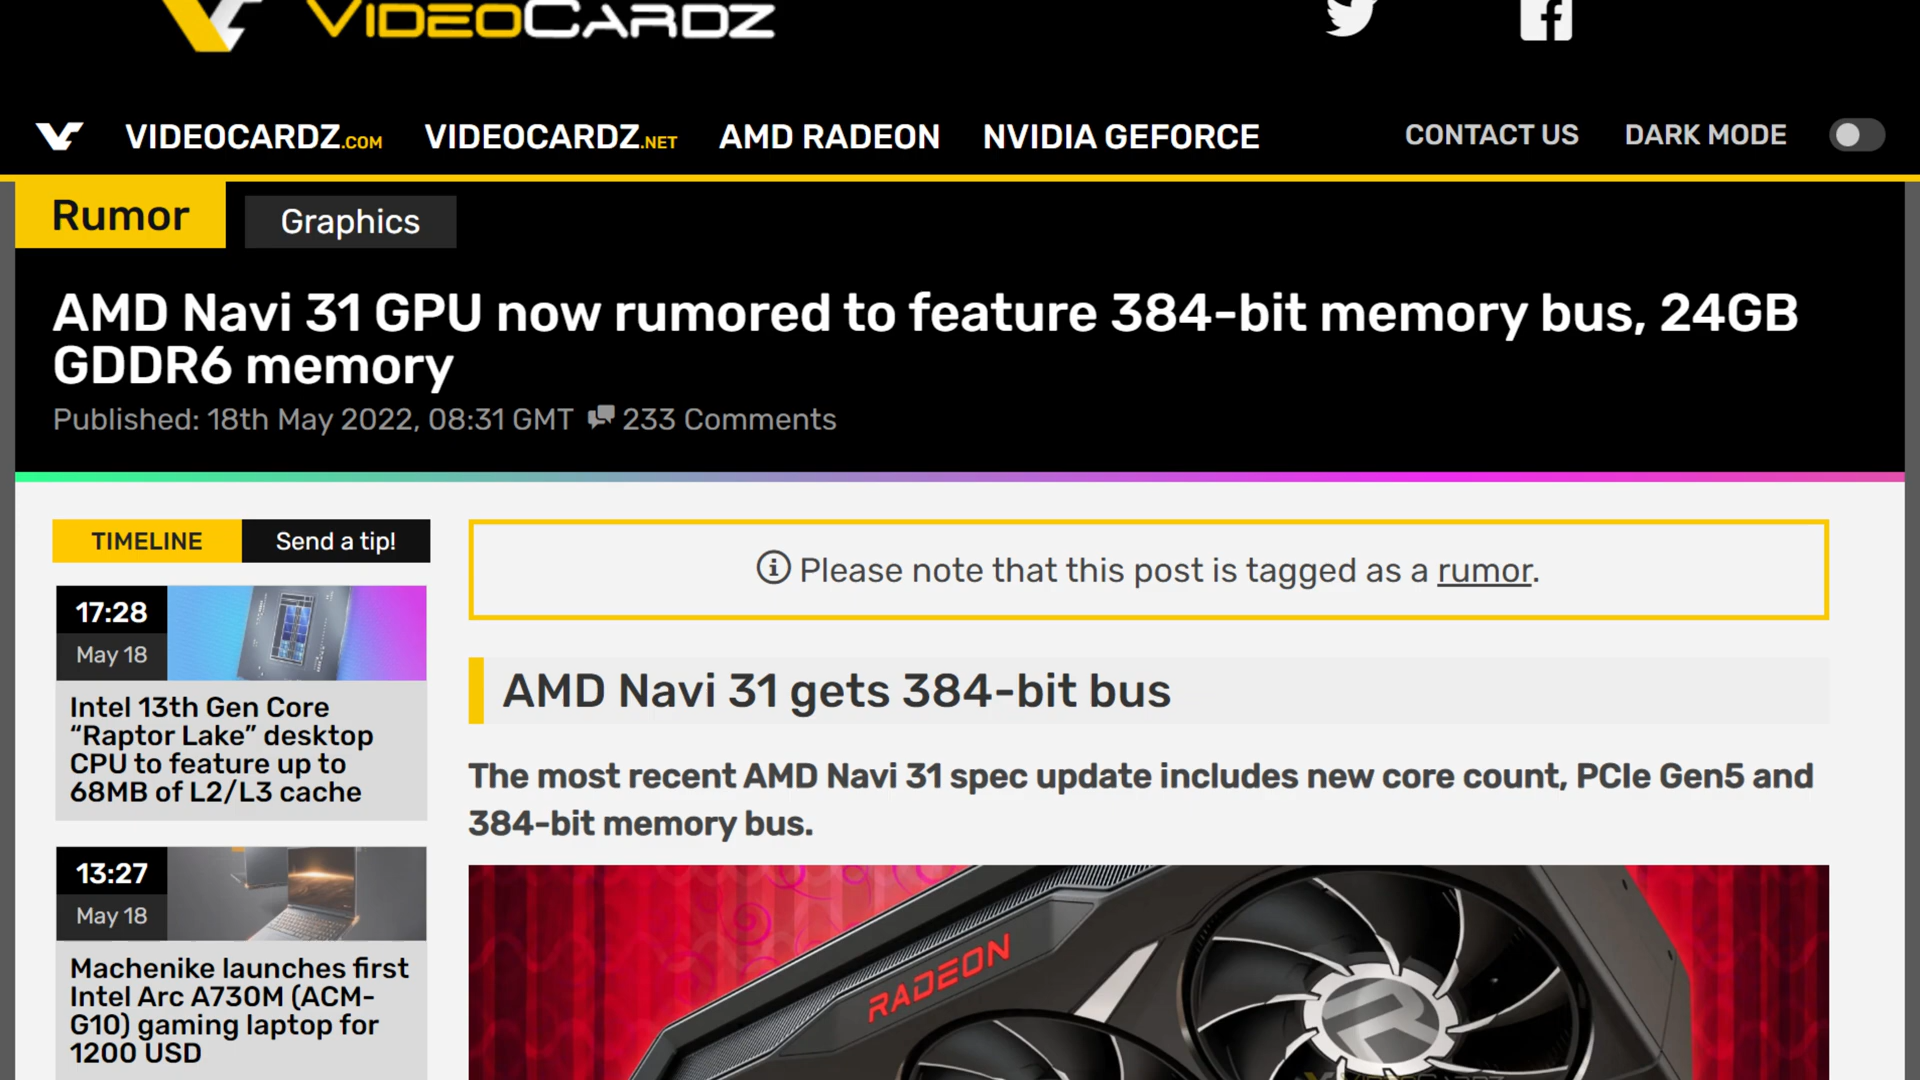 VIDEOCARDZ
VIDEOCARDZ.COM VIDEOCARDZ.NET AMD RADEON NVIDIA GEFORCE CONTACT US DARK MODE
Rumor Graphics
AMD Navi 31 GPU now rumored to feature 384-bit memory bus, 24GB
GDDR6 memory
Published: 18th May 2022, 08:31 GMT 233 Comments
TIMELINE Send a tip!
Please note that this post is tagged as a rumor.
17:28
May 18
Intel 13th Gen Core
“Raptor Lake” desktop
CPU to feature up to
68MB of L2/L3 cache
13:27
May 18
Machenike launches first
Intel Arc A730M (ACM-
G10) gaming laptop for
1200 USD
AMD Navi 31 gets 384-bit bus
The most recent AMD Navi 31 spec update includes new core count, PCIe Gen5 and
384-bit memory bus.
RADEON